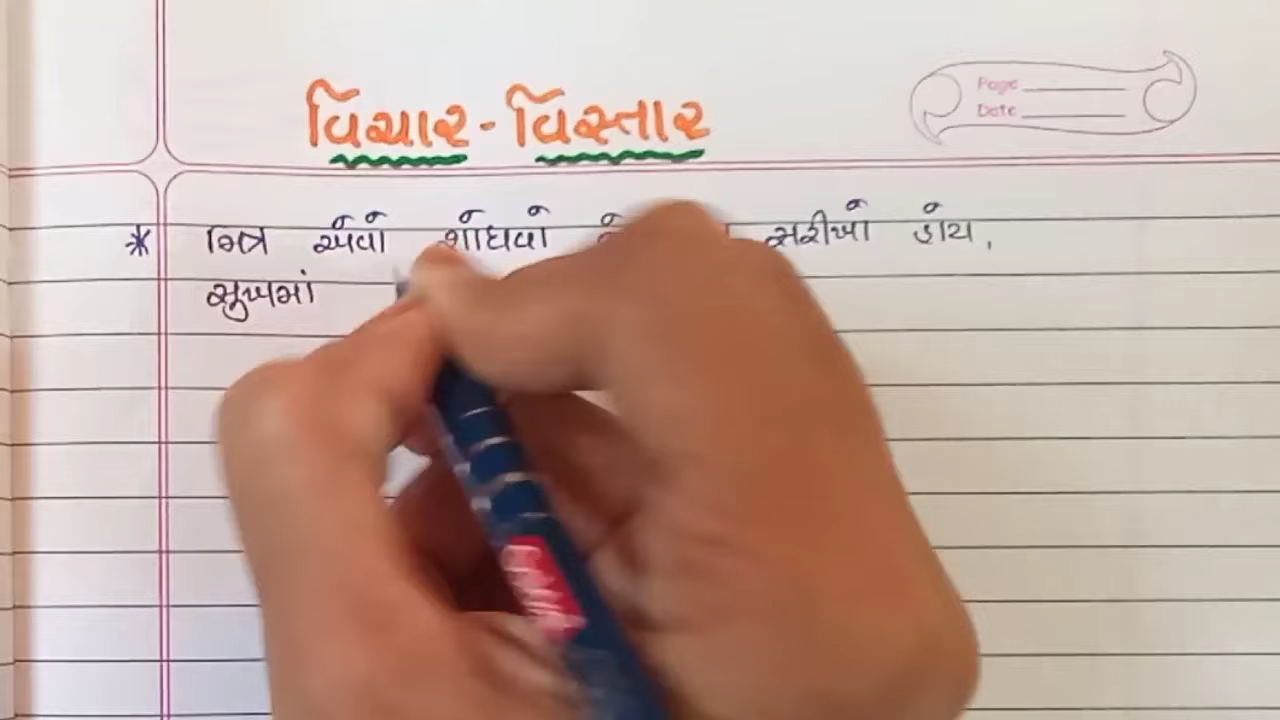 વિચાર - વિસ્તાર
Page
Date
* મિત્ર એવો શોધવો સરીખો હોય,
સુખમાં